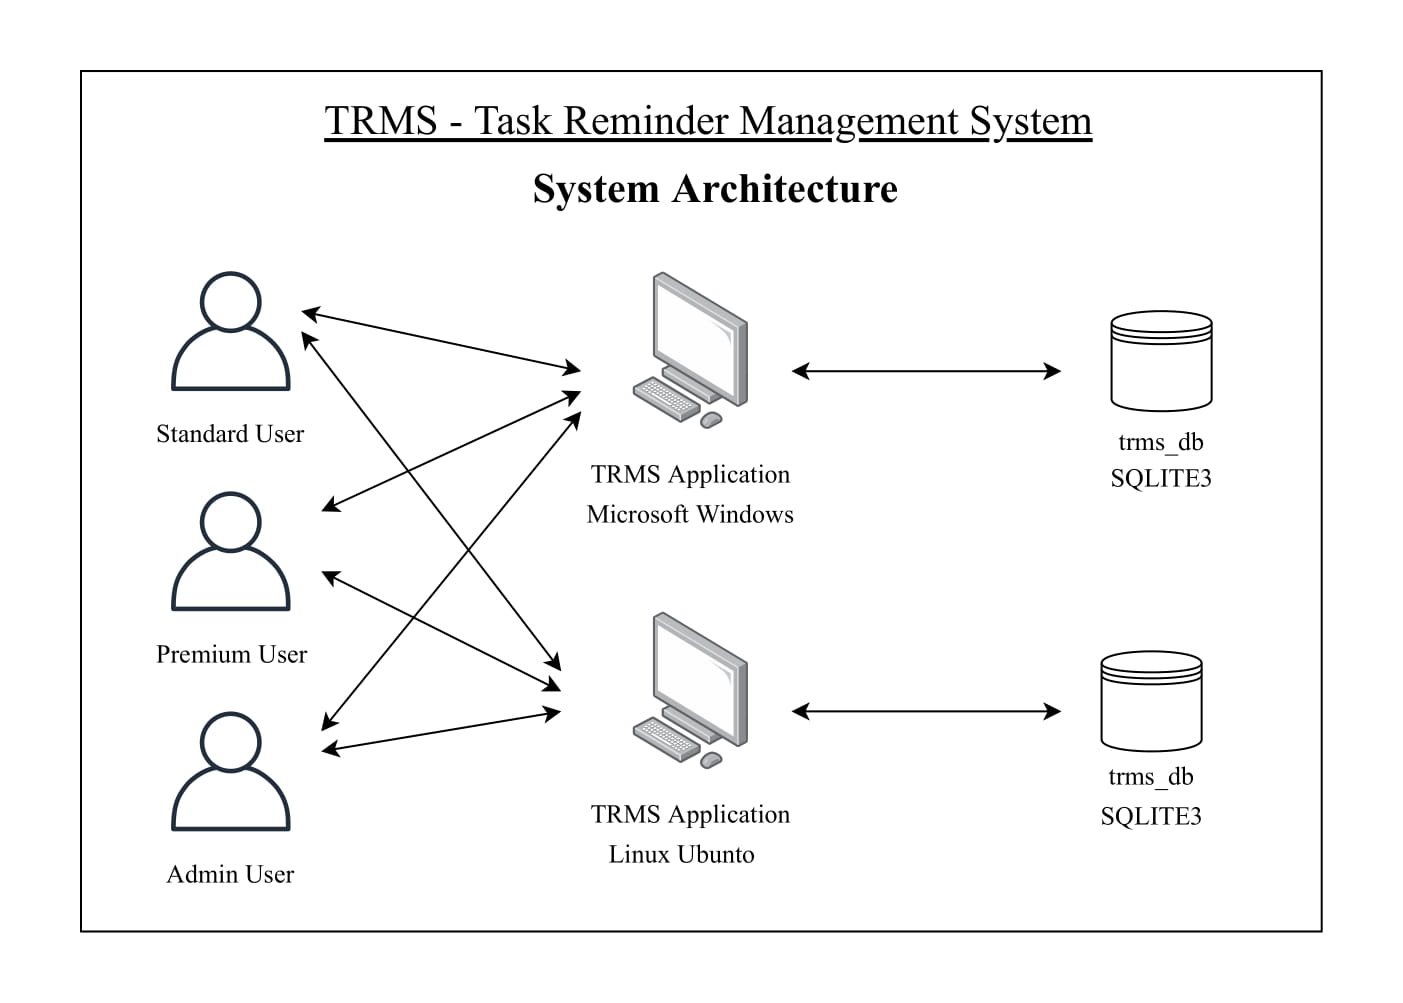 TRMS - Task Reminder Management System
System Architecture
Standard User
TRMS Application
Microsoft Windows
trms_db
SQLITE3
Premium User
Admin User
TRMS Application
Linux Ubunto
trms_db
SQLITE3